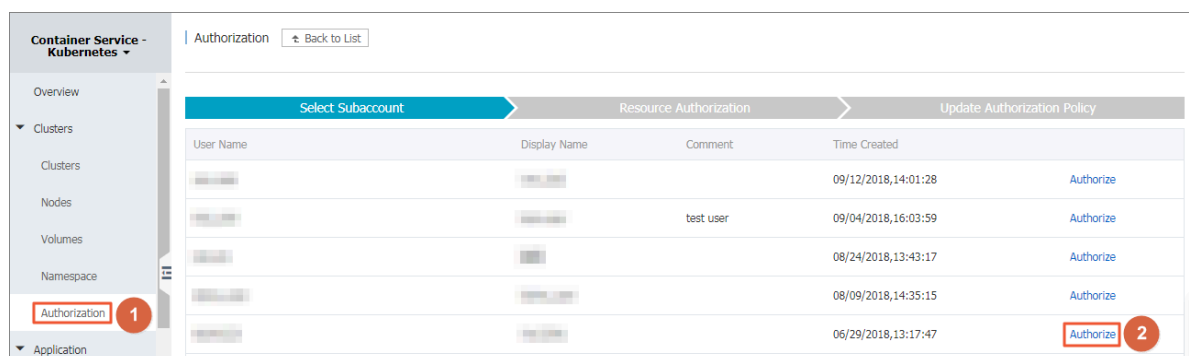 Container Service -
Kubernetes
Authorization Back to List
Overview
Clusters
Clusters
Nodes
Volumes
Namespace
Authorization 1
Application
Select Subaccount Resource Authorization Update Authorization Policy
User Name Display Name Comment Time Created
09/12/2018,14:01:28 Authorize
test user 09/04/2018,16:03:59 Authorize
08/24/2018,13:43:17 Authorize
08/09/2018,14:35:15 Authorize
06/29/2018,13:17:47 Authorize 2